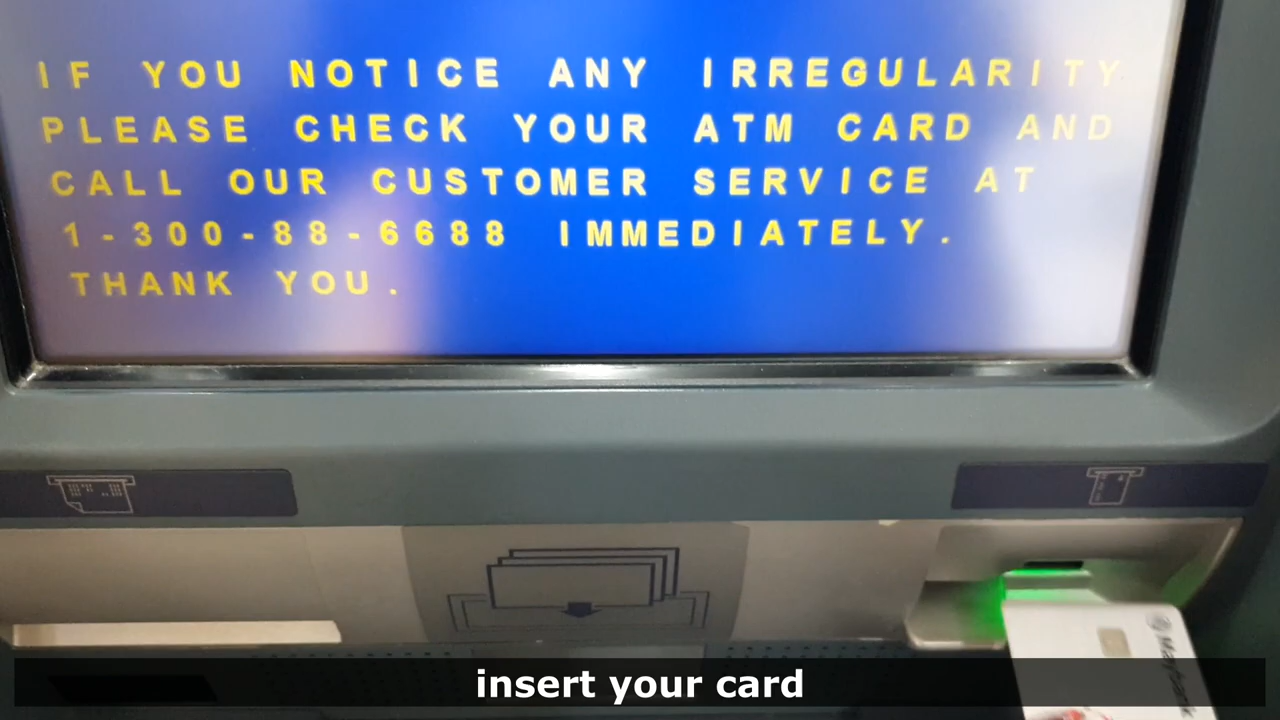 IF YOU NOTICE ANY IRREGULARITY
PLEASE CHECK YOUR ATM CARD AND
CALL OUR CUSTOMER SERVICE AT
1-300-88-6688 IMMEDIATELY.
THANK YOU.
Maybank
insert your card